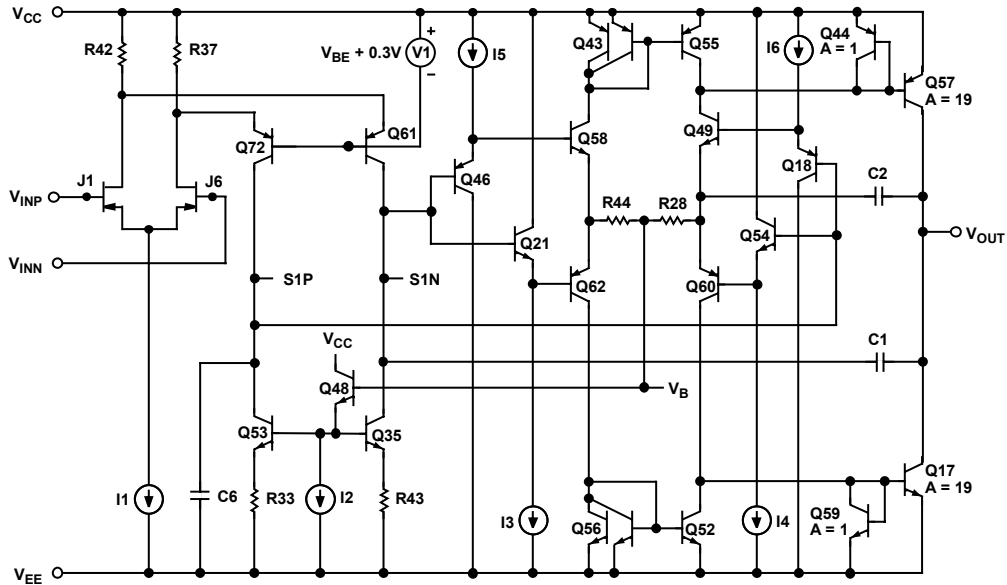 VCC
R42
R37
VBE + 0.3V
+
V1
−
I5
Q43
Q55
I6
Q44
A = 1
Q57
A = 19
Q72
Q61
Q58
Q49
Q46
Q18
J1
J6
VINP
C2
R44
R28
Q21
Q54
VOUT
VINN
Q62
Q60
S1P
S1N
VCC
C1
Q48
VB
Q53
Q35
Q17
A = 19
I1
C6
R33
I2
R43
I3
Q56
Q52
I4
Q59
A = 1
VEE